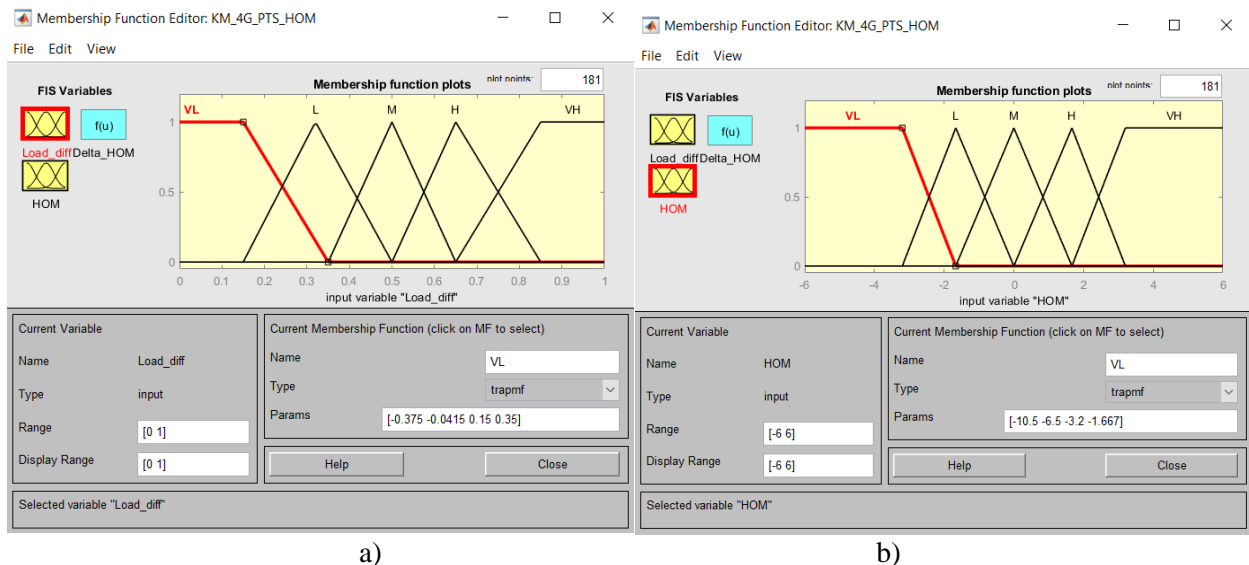 Membership Function Editor: KM_4G_PTS_HOM
File Edit View
FIS Variables
f(u)
Load_diff Delta_HOM
HOM
Membership function plots
plot points: 181
VL L M H VH
1
0.5
0
0 0.1 0.2 0.3 0.4 0.5 0.6 0.7 0.8 0.9 1
input variable "Load_diff"
Current Variable
Name Load_diff
Type input
Range [0 1]
Display Range [0 1]
Current Membership Function (click on MF to select)
Name VL
Type trapmf
Params [-0.375 -0.0415 0.15 0.35]
Help Close
Selected variable "Load_diff"
a)
Membership Function Editor: KM_4G_PTS_HOM
File Edit View
FIS Variables
f(u)
Load_diff Delta_HOM
HOM
Membership function plots
plot points: 181
VL L M H VH
1
0.5
0
-6 -4 -2 0 2 4 6
input variable "HOM"
Current Variable
Name HOM
Type input
Range [-6 6]
Display Range [-6 6]
Current Membership Function (click on MF to select)
Name VL
Type trapmf
Params [-10.5 -6.5 -3.2 -1.667]
Help Close
Selected variable "HOM"
b)